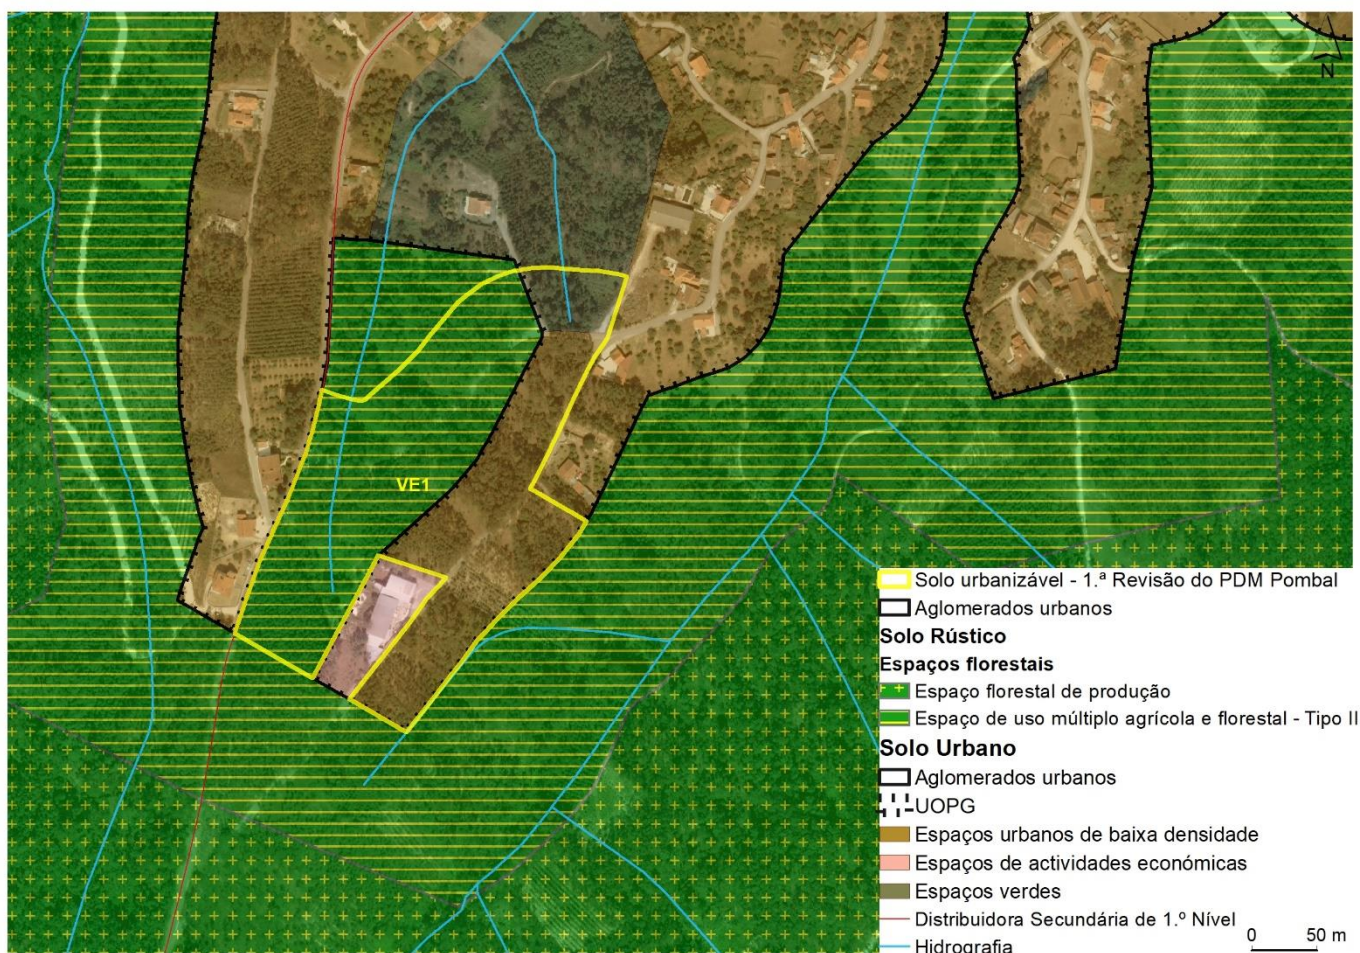 N
VE1
Solo urbanizável - 1.ª Revisão do PDM Pombal
Aglomerados urbanos
Solo Rústico
Espaços florestais
Espaço florestal de produção
Espaço de uso múltiplo agrícola e florestal - Tipo II
Solo Urbano
Aglomerados urbanos
UOPG
Espaços urbanos de baixa densidade
Espaços de actividades económicas
Espaços verdes
Distribuidora Secundária de 1.º Nível
Hidrografia
0 50 m